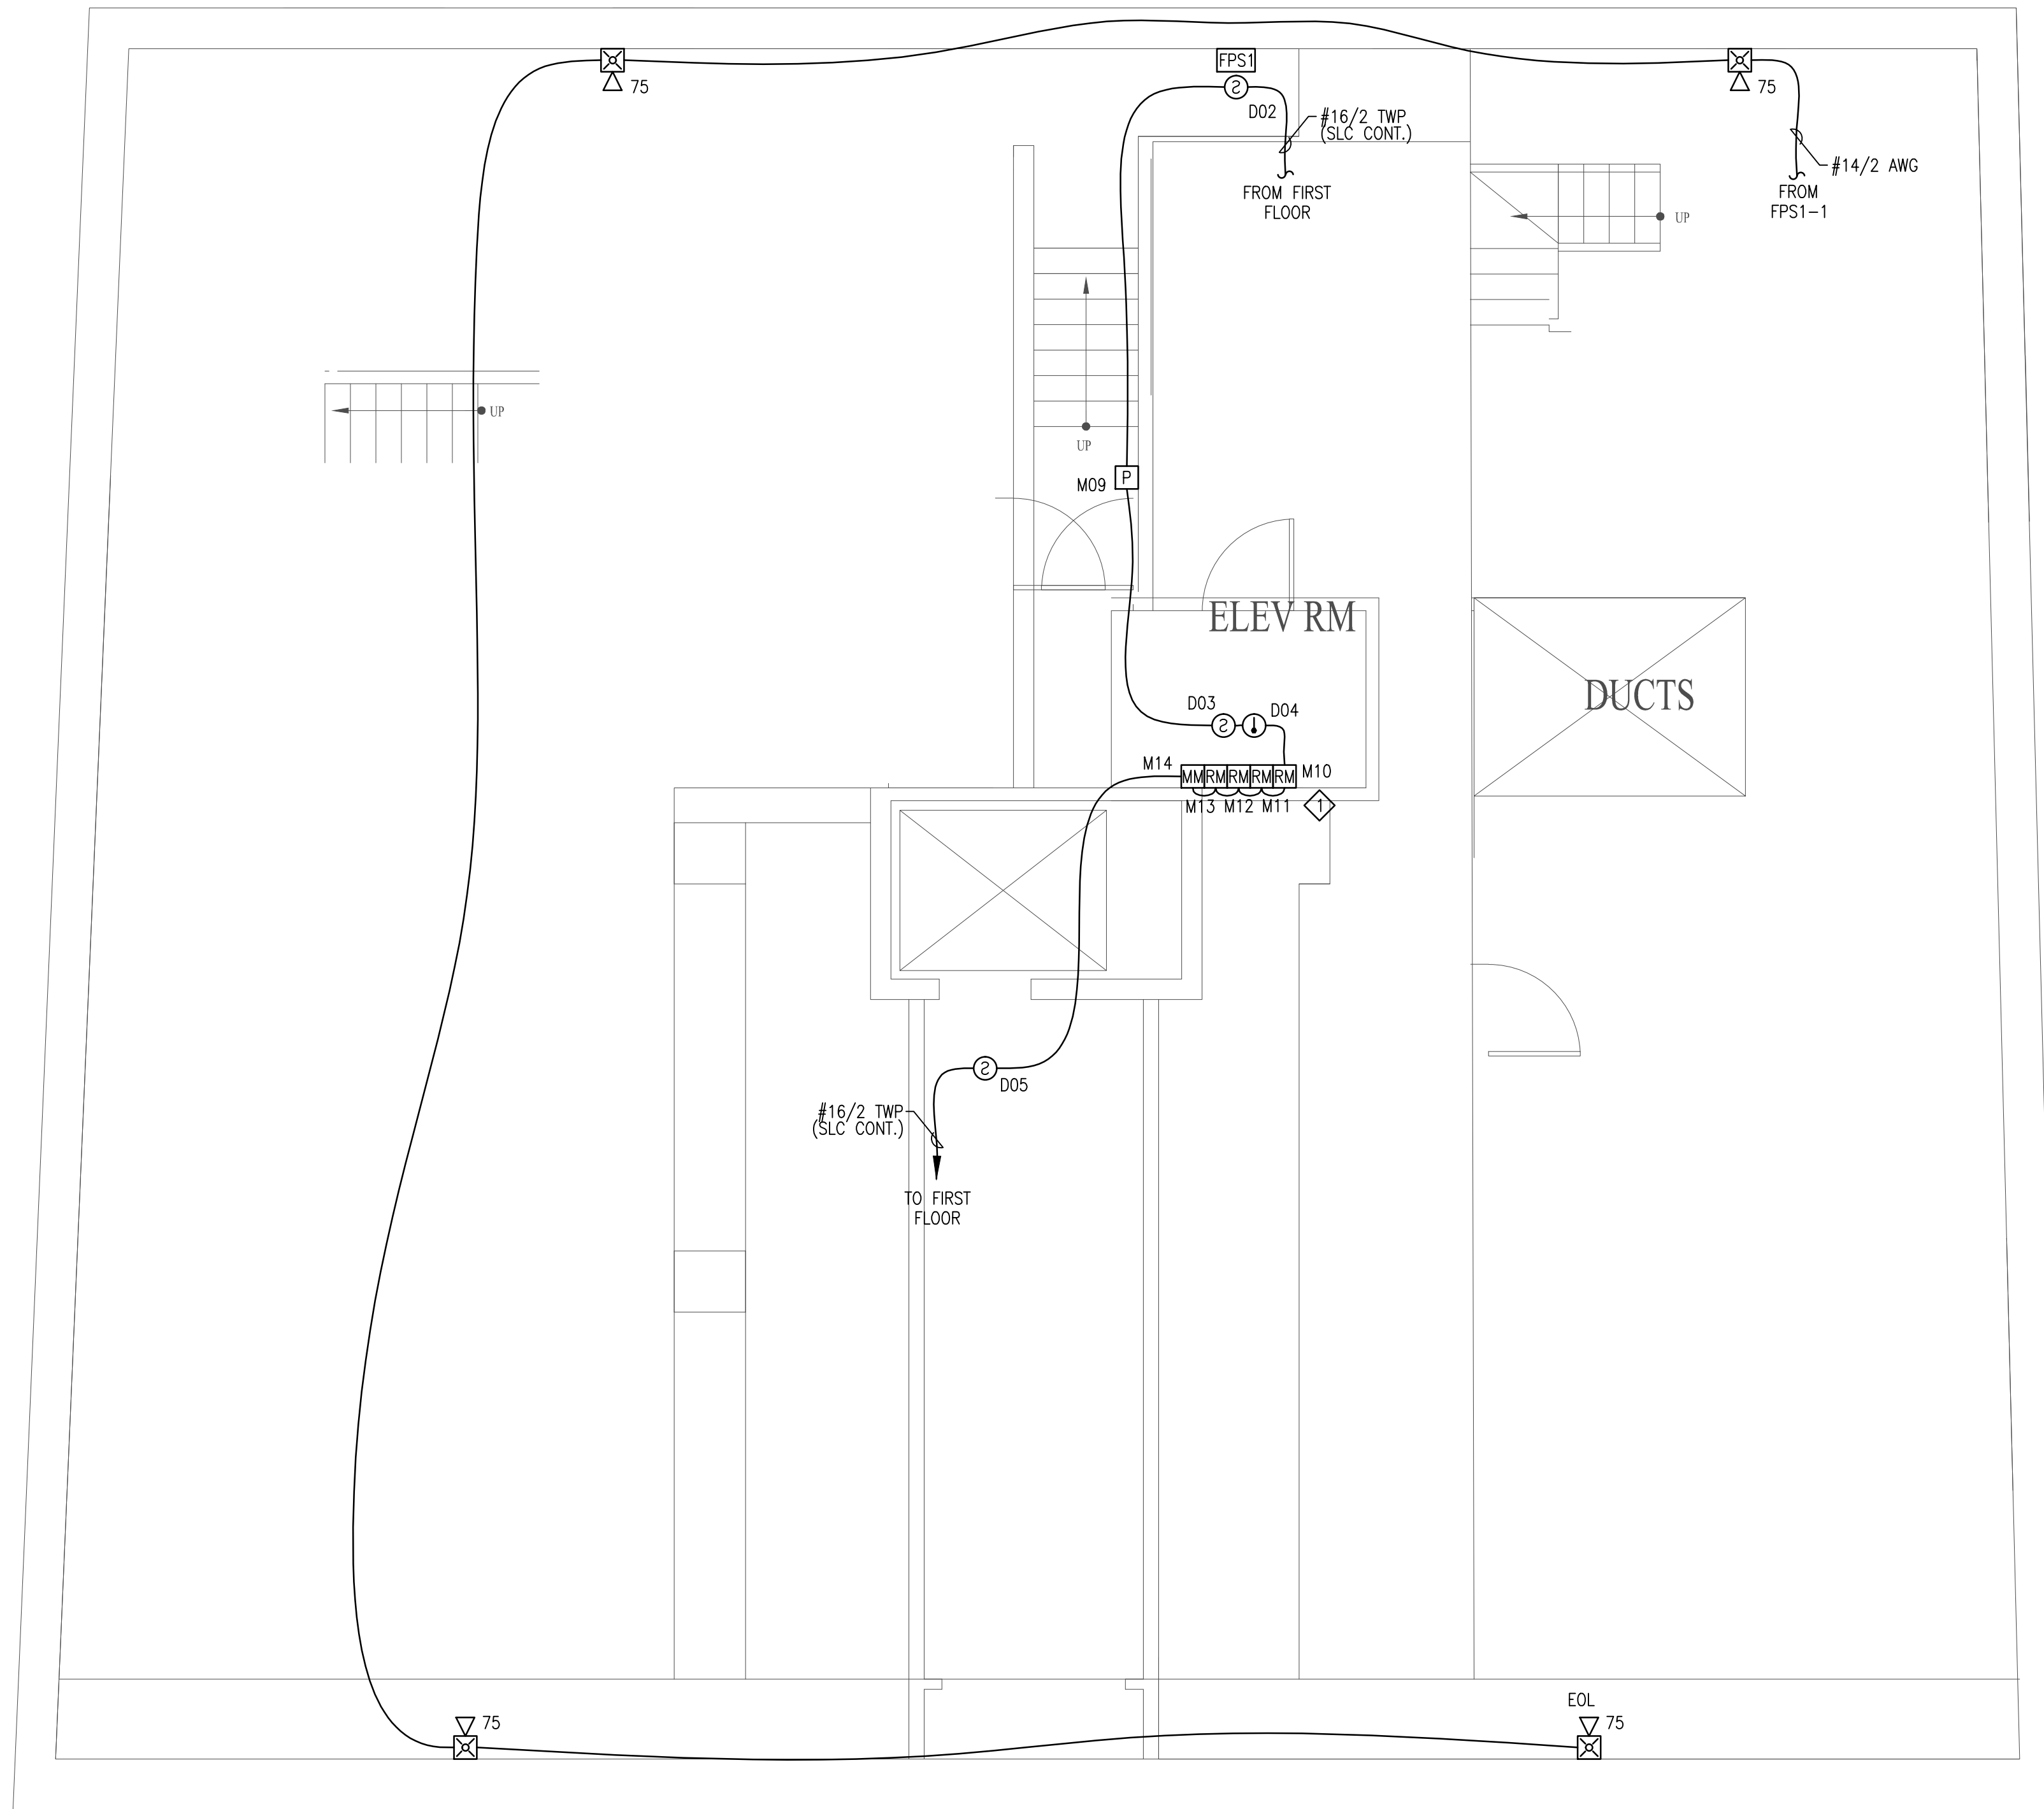 FPS1
75
75
D02
#16/2 TWP
(SLC CONT.)
#14/2 AWG
FROM FIRST
FLOOR
FROM
FPS1-1
UP
UP
UP
P
M09
ELEV RM
DUCTS
D03
D04
M14
MM RM RM RM RM
M10
M13
M12
M11
1
D05
#16/2 TWP
(SLC CONT.)
TO FIRST
FLOOR
EOL
75
75